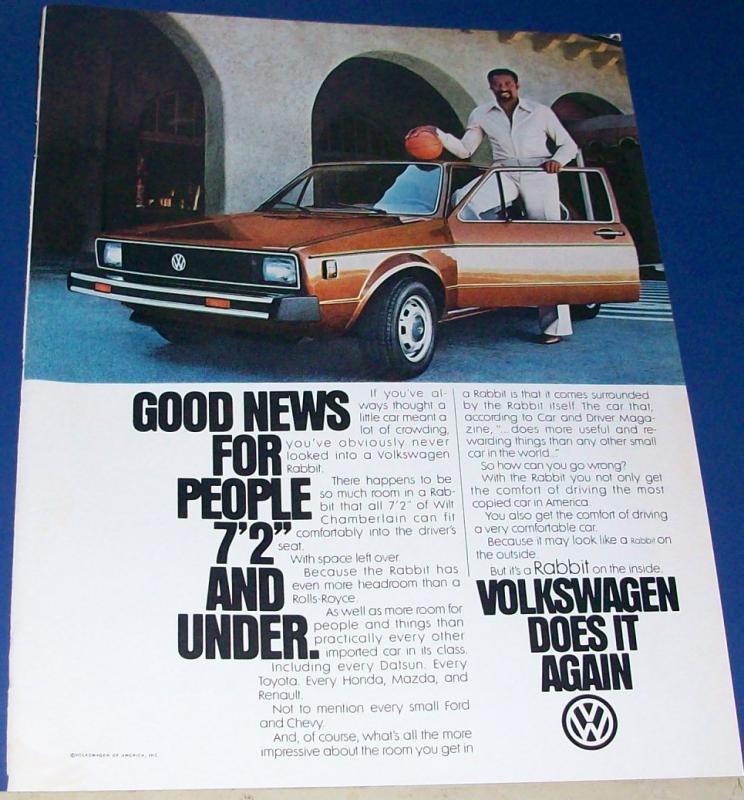 GOOD NEWS
FOR
PEOPLE
7'2"
AND
UNDER.
If you've al-
ways thought a
little car meant a
lot of crowding,
you've obviously never
looked into a Volkswagen
Rabbit.
There happens to be
so much room in a Rab-
bit that all 7'2" of Wilt
Chamberlain can fit
comfortably into the driver's
seat.
With space left over.
Because the Rabbit has
even more headroom than a
Rolls-Royce.
As well as more room for
people and things than
practically every other
imported car in its class.
Including every Datsun. Every
Toyota. Every Honda, Mazda, and
Renault.
Not to mention every small Ford
and Chevy.
And, of course, what's all the more
impressive about the room you get in
a Rabbit is that it comes surrounded
by the Rabbit itself. The car that,
according to Car and Driver Maga-
zine, "...does more useful and re-
warding things than any other small
car in the world..."
So how can you go wrong?
With the Rabbit you not only get
the comfort of driving the most
copied car in America.
You also get the comfort of driving
a very comfortable car.
Because it may look like a Rabbit on
the outside.
But it's a Rabbit on the inside.
VOLKSWAGEN
DOES IT
AGAIN
©VOLKSWAGEN OF AMERICA, INC.